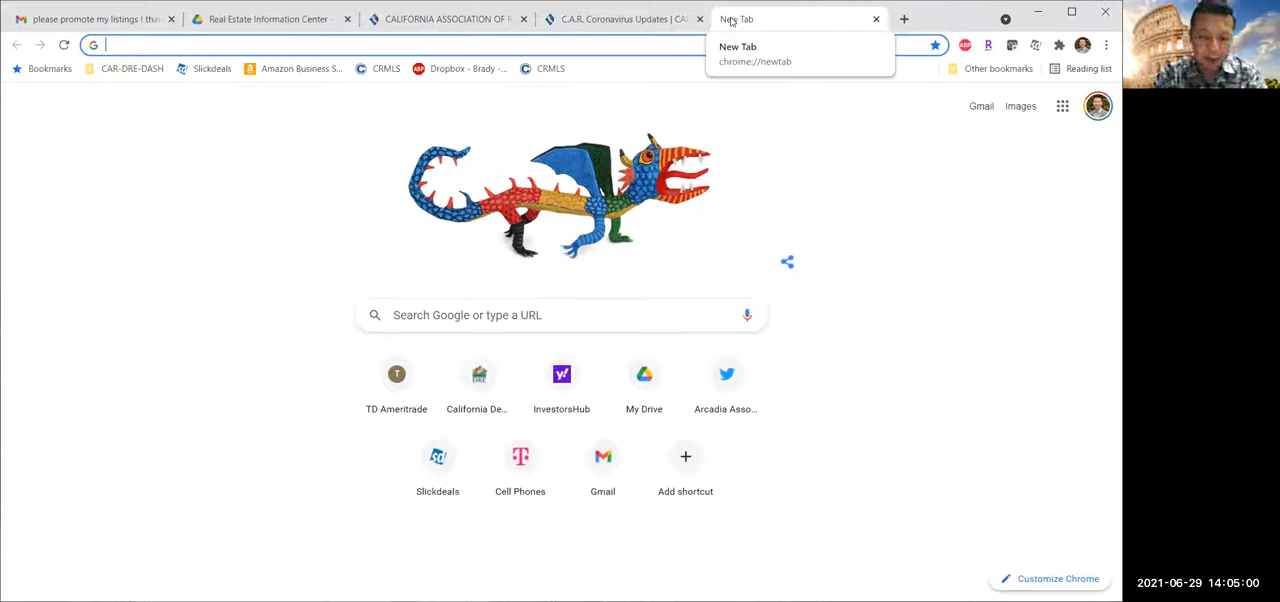 please promote my listings I tha
Real Estate Information Center -
CALIFORNIA ASSOCIATION OF R
C.A.R. Coronavirus Updates | CA
New Tab
New Tab
chrome://newtab
Bookmarks
CAR-DRE-DASH
Slickdeals
Amazon Business S...
CRMLS
Dropbox - Brady -...
CRMLS
Other bookmarks
Reading list
Gmail
Images
Search Google or type a URL
T
TD Ameritrade
California De...
InvestorsHub
My Drive
Arcadia Asso...
Slickdeals
Cell Phones
Gmail
Add shortcut
Customize Chrome
2021-06-29 14:05:00